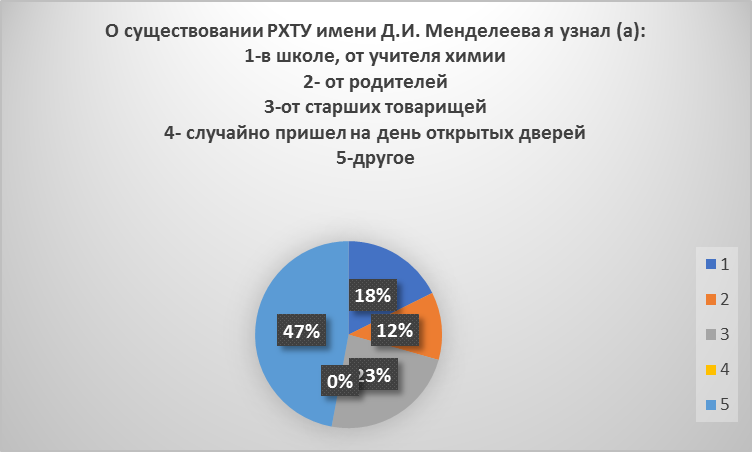 О существовании РХТУ имени Д.И. Менделеева я узнал (а):
1-в школе, от учителя химии
2- от родителей
3-от старших товарищей
4- случайно пришел на день открытых дверей
5-другое
18%
12%
23%
0%
47%
1
2
3
4
5